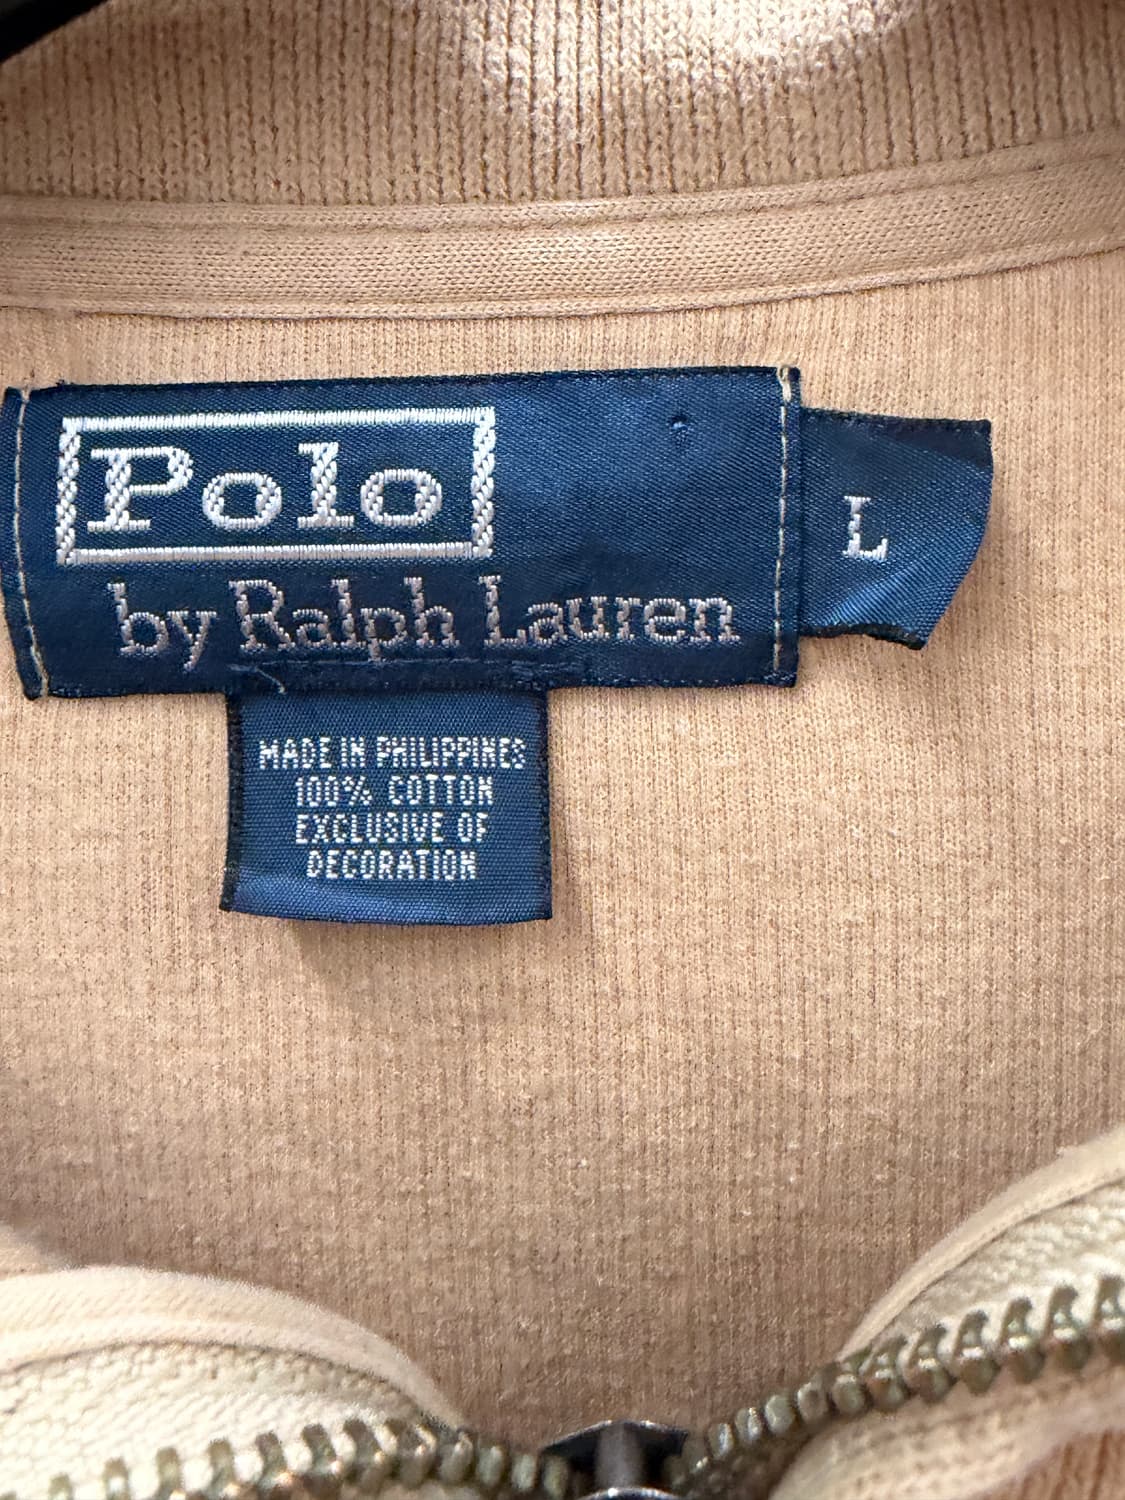 Polo
by Ralph Lauren
L
MADE IN PHILIPPINES
100% COTTON
EXCLUSIVE OF
DECORATION